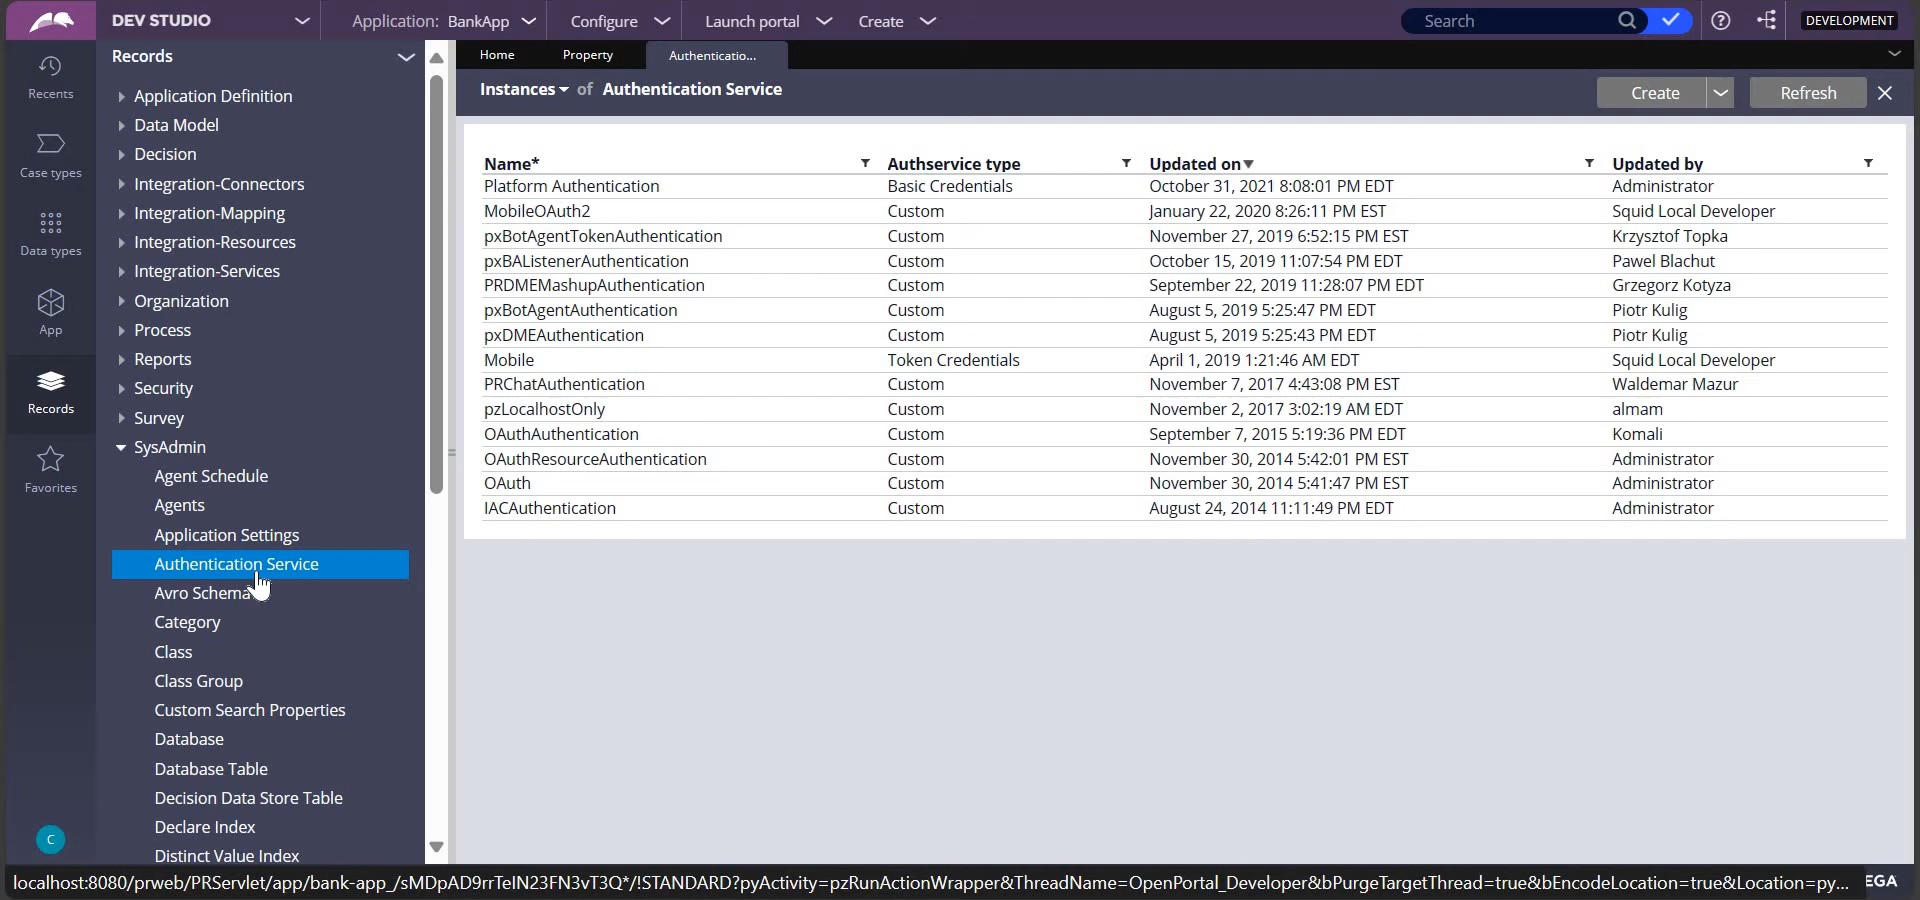 DEV STUDIO
Application: BankApp
Configure
Launch portal
Create
Search
DEVELOPMENT
Recents
Case types
Data types
App
Records
Favorites
C
Records
Application Definition
Data Model
Decision
Integration-Connectors
Integration-Mapping
Integration-Resources
Integration-Services
Organization
Process
Reports
Security
Survey
SysAdmin
Agent Schedule
Agents
Application Settings
Authentication Service
Avro Schema
Category
Class
Class Group
Custom Search Properties
Database
Database Table
Decision Data Store Table
Declare Index
Distinct Value Index
Home
Property
Authenticatio...
Instances of Authentication Service
Create
Refresh
Name* Authservice type Updated on Updated by
Platform Authentication Basic Credentials October 31, 2021 8:08:01 PM EDT Administrator
MobileOAuth2 Custom January 22, 2020 8:26:11 PM EST Squid Local Developer
pxBotAgentTokenAuthentication Custom November 27, 2019 6:52:15 PM EST Krzysztof Topka
pxBAListenerAuthentication Custom October 15, 2019 11:07:54 PM EDT Pawel Blachut
PRDMEMashupAuthentication Custom September 22, 2019 11:28:07 PM EDT Grzegorz Kotyza
pxBotAgentAuthentication Custom August 5, 2019 5:25:47 PM EDT Piotr Kulig
pxDMEAuthentication Custom August 5, 2019 5:25:43 PM EDT Piotr Kulig
Mobile Token Credentials April 1, 2019 1:21:46 AM EDT Squid Local Developer
PRChatAuthentication Custom November 7, 2017 4:43:08 PM EST Waldemar Mazur
pzLocalhostOnly Custom November 2, 2017 3:02:19 AM EDT almam
OAuthAuthentication Custom September 7, 2015 5:19:36 PM EDT Komali
OAuthResourceAuthentication Custom November 30, 2014 5:42:01 PM EST Administrator
OAuth Custom November 30, 2014 5:41:47 PM EST Administrator
IACAuthentication Custom August 24, 2014 11:11:49 PM EDT Administrator
localhost:8080/prweb/PRServlet/app/bank-app_/sMDpAD9rrTeIN23FN3vT3Q*/!STANDARD?pyActivity=pzRunActionWrapper&ThreadName=OpenPortal_Developer&bPurgeTargetThread=true&bEncodeLocation=true&Location=py...
EGA